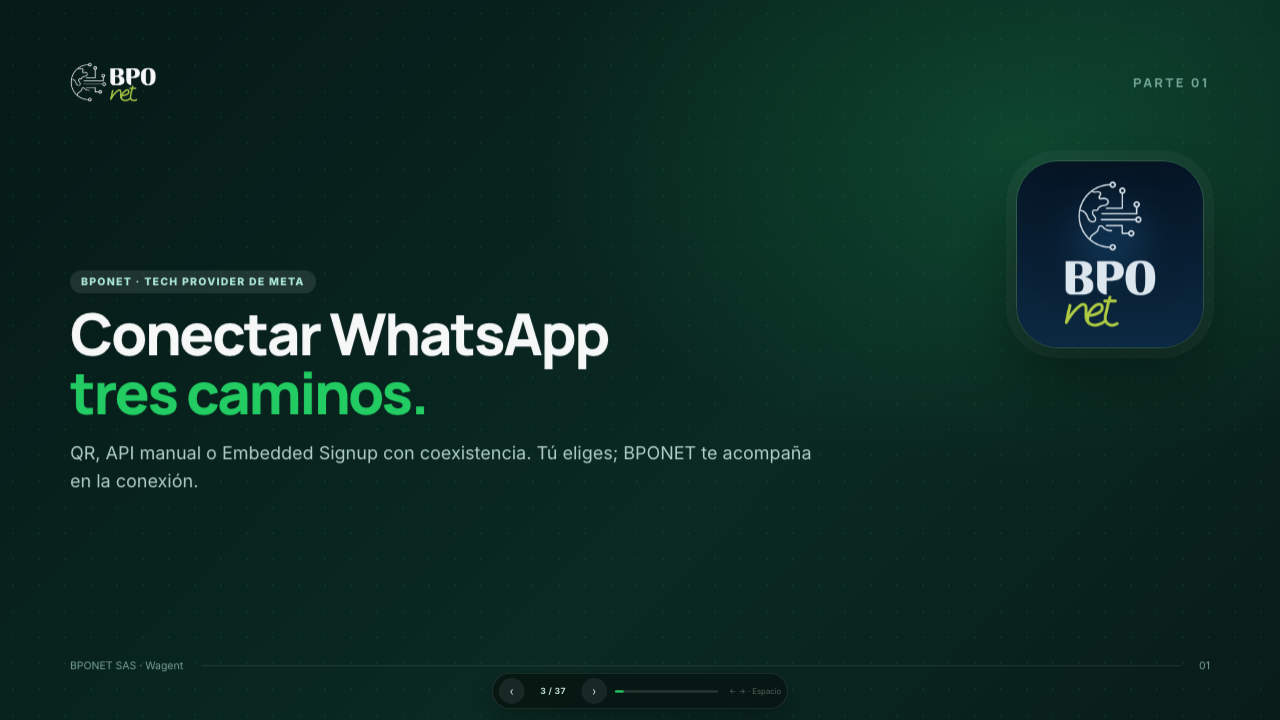 BPO
net
PARTE 01
BPO
net
BPONET · TECH PROVIDER DE META
Conectar WhatsApp
tres caminos.
QR, API manual o Embedded Signup con coexistencia. Tú eliges; BPONET te acompaña
en la conexión.
BPONET SAS · Wagent
01
‹ 3 / 37 › ← → · Espacio